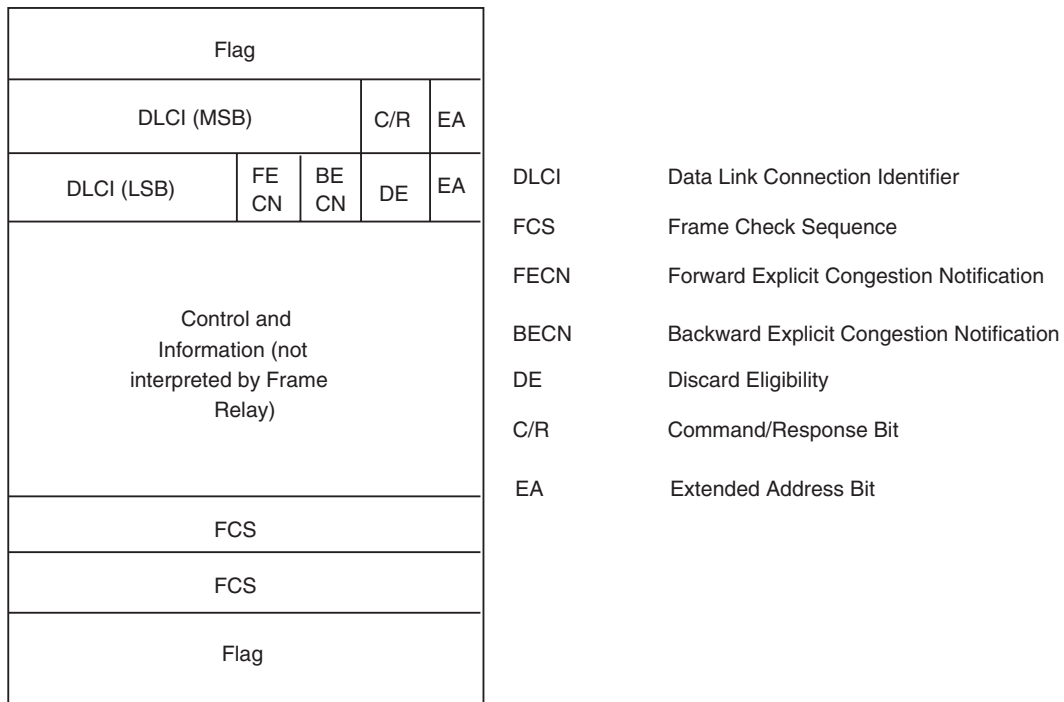 Flag
DLCI (MSB) C/R EA
DLCI (LSB) FE CN BE CN DE EA
Control and
Information (not
interpreted by Frame
Relay)
FCS
FCS
Flag
DLCI Data Link Connection Identifier
FCS Frame Check Sequence
FECN Forward Explicit Congestion Notification
BECN Backward Explicit Congestion Notification
DE Discard Eligibility
C/R Command/Response Bit
EA Extended Address Bit